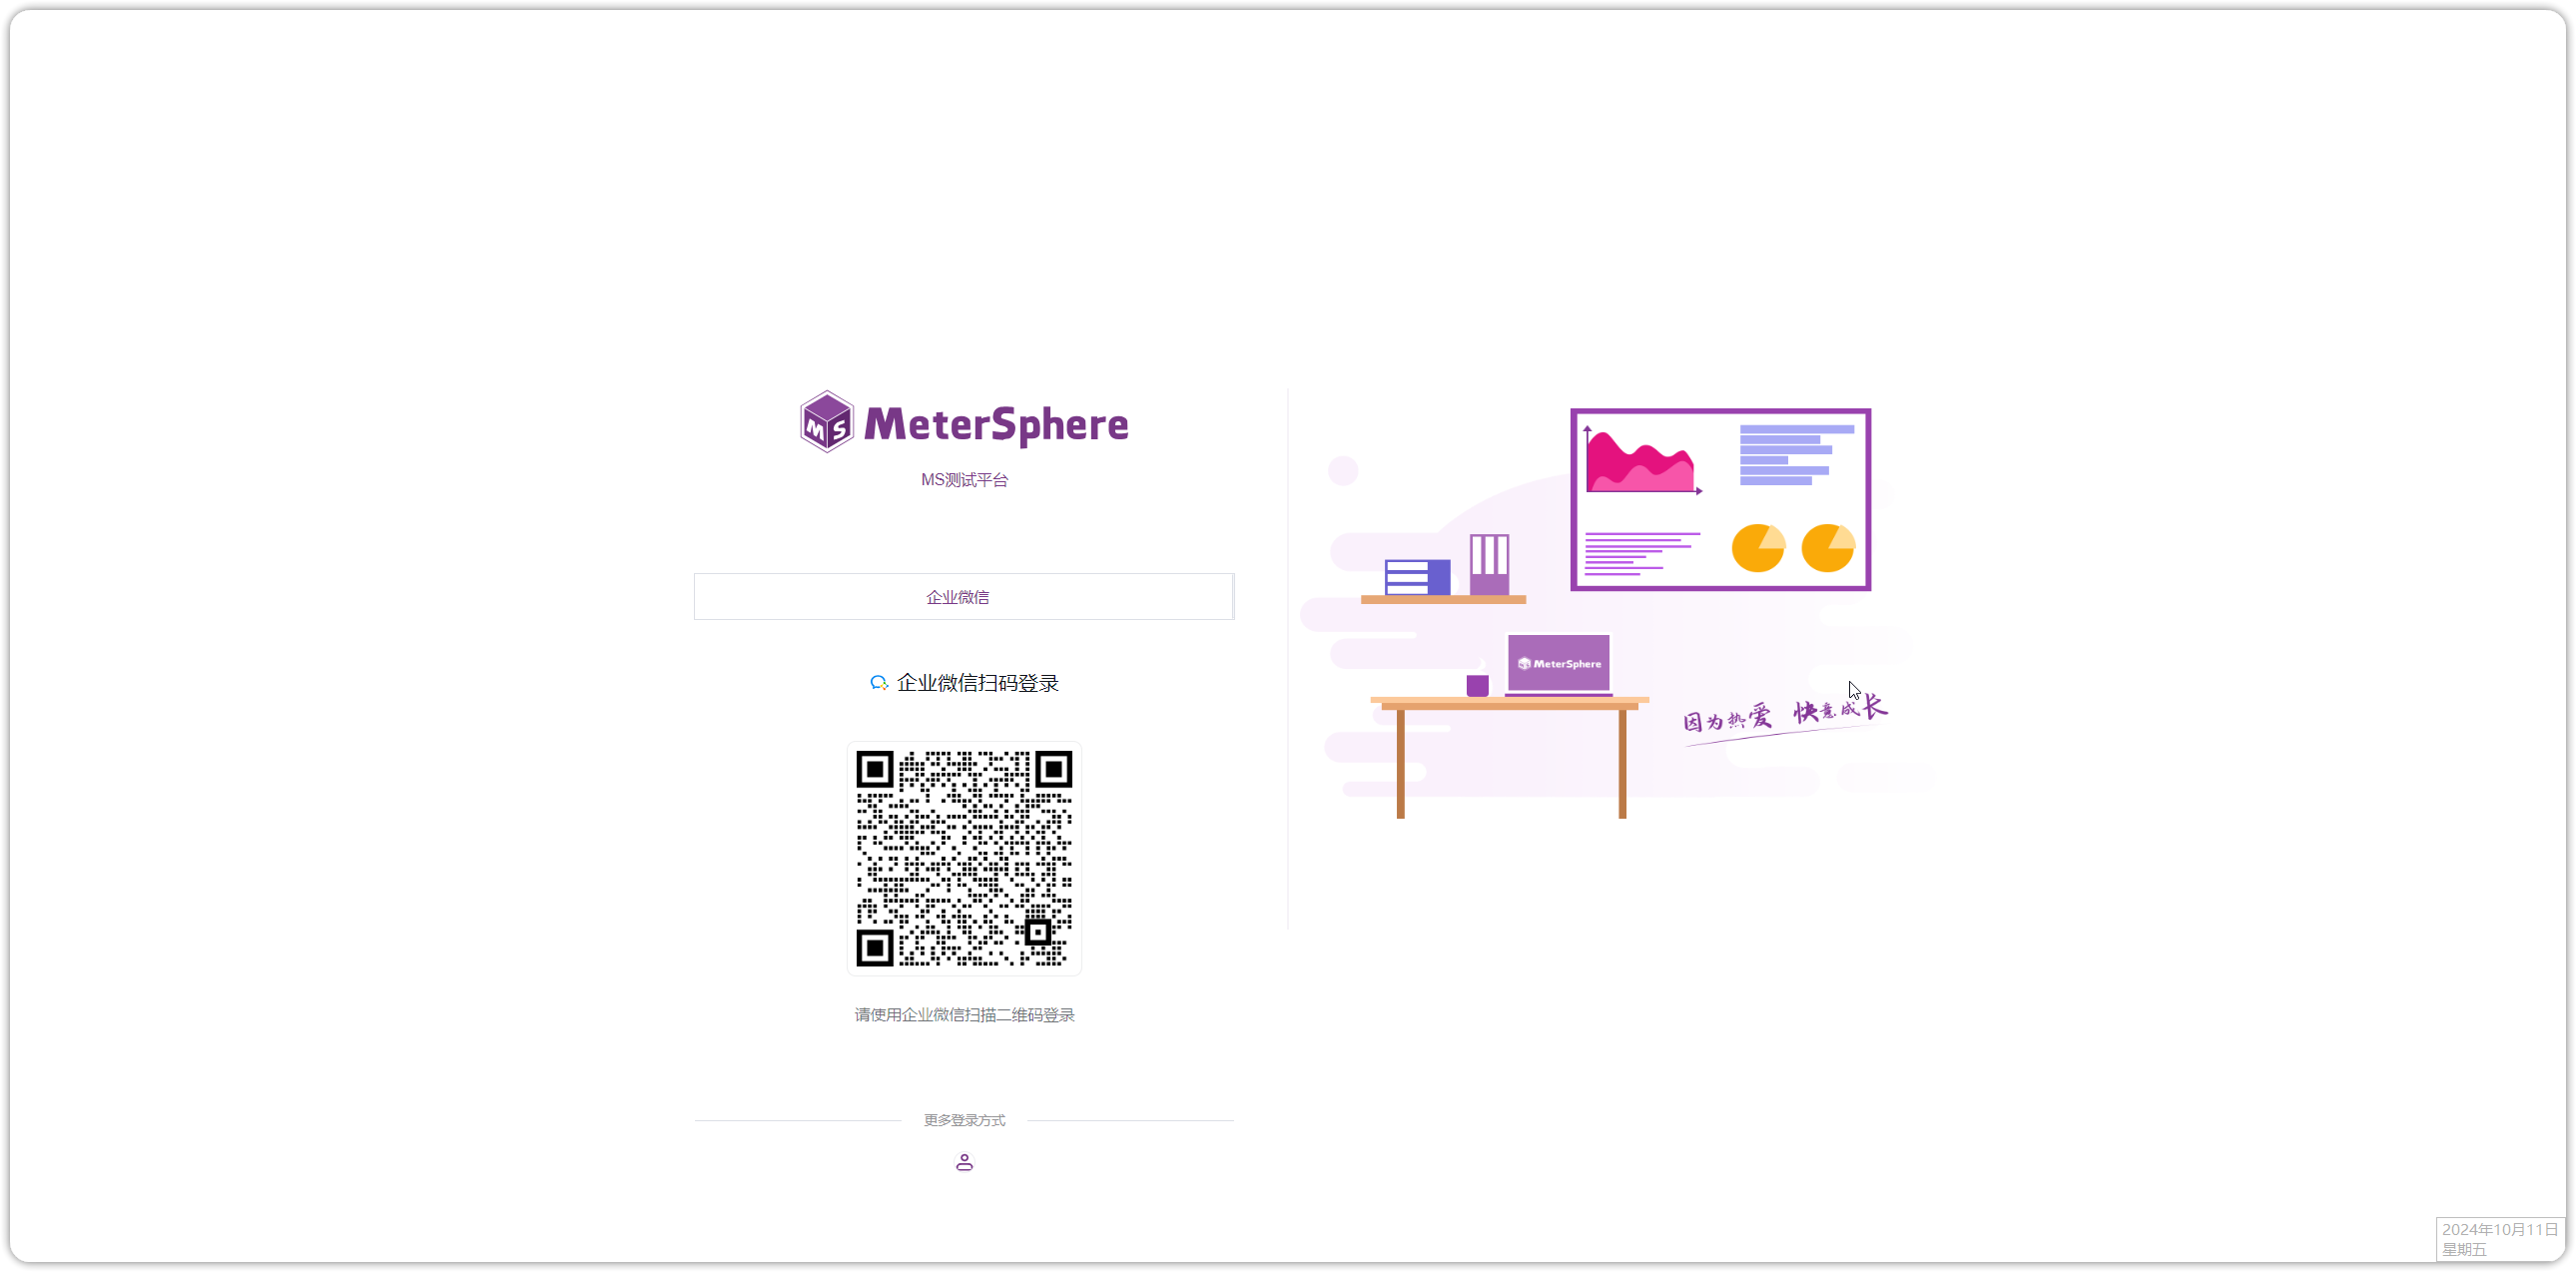 MS MeterSphere
MS测试平台
企业微信
企业微信扫码登录
请使用企业微信扫描二维码登录
更多登录方式
MeterSphere
因为热爱 快意成长
2024年10月11日
星期五